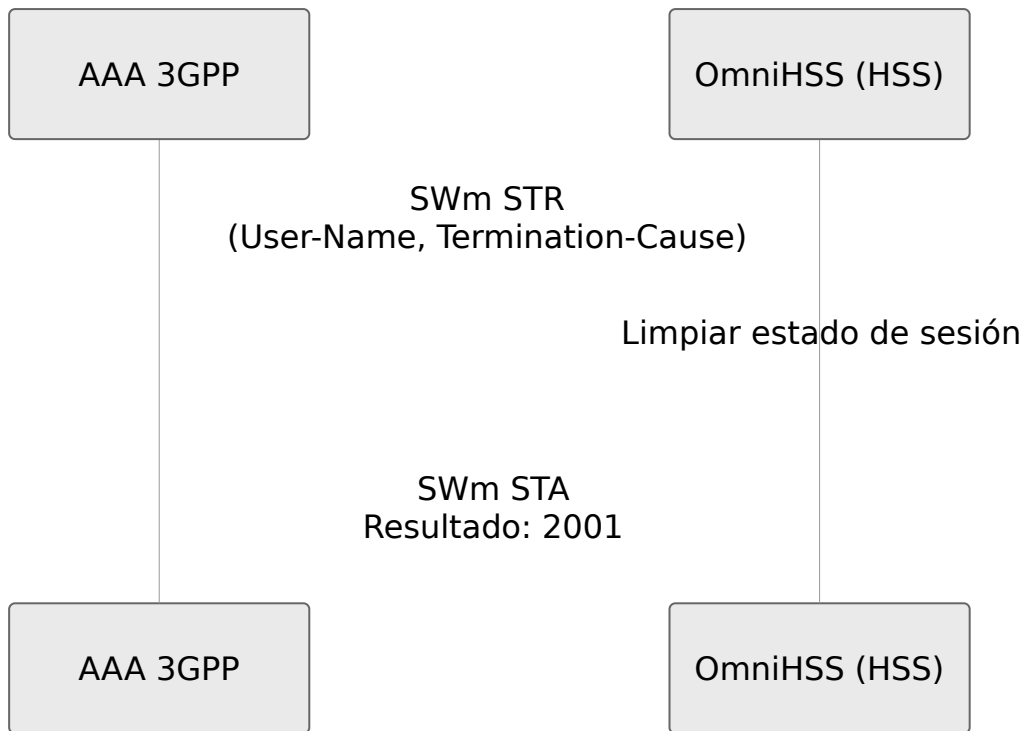 AAA 3GPP
OmniHSS (HSS)
SWm STR
(User-Name, Termination-Cause)
Limpiar estado de sesión
SWm STA
Resultado: 2001
AAA 3GPP
OmniHSS (HSS)